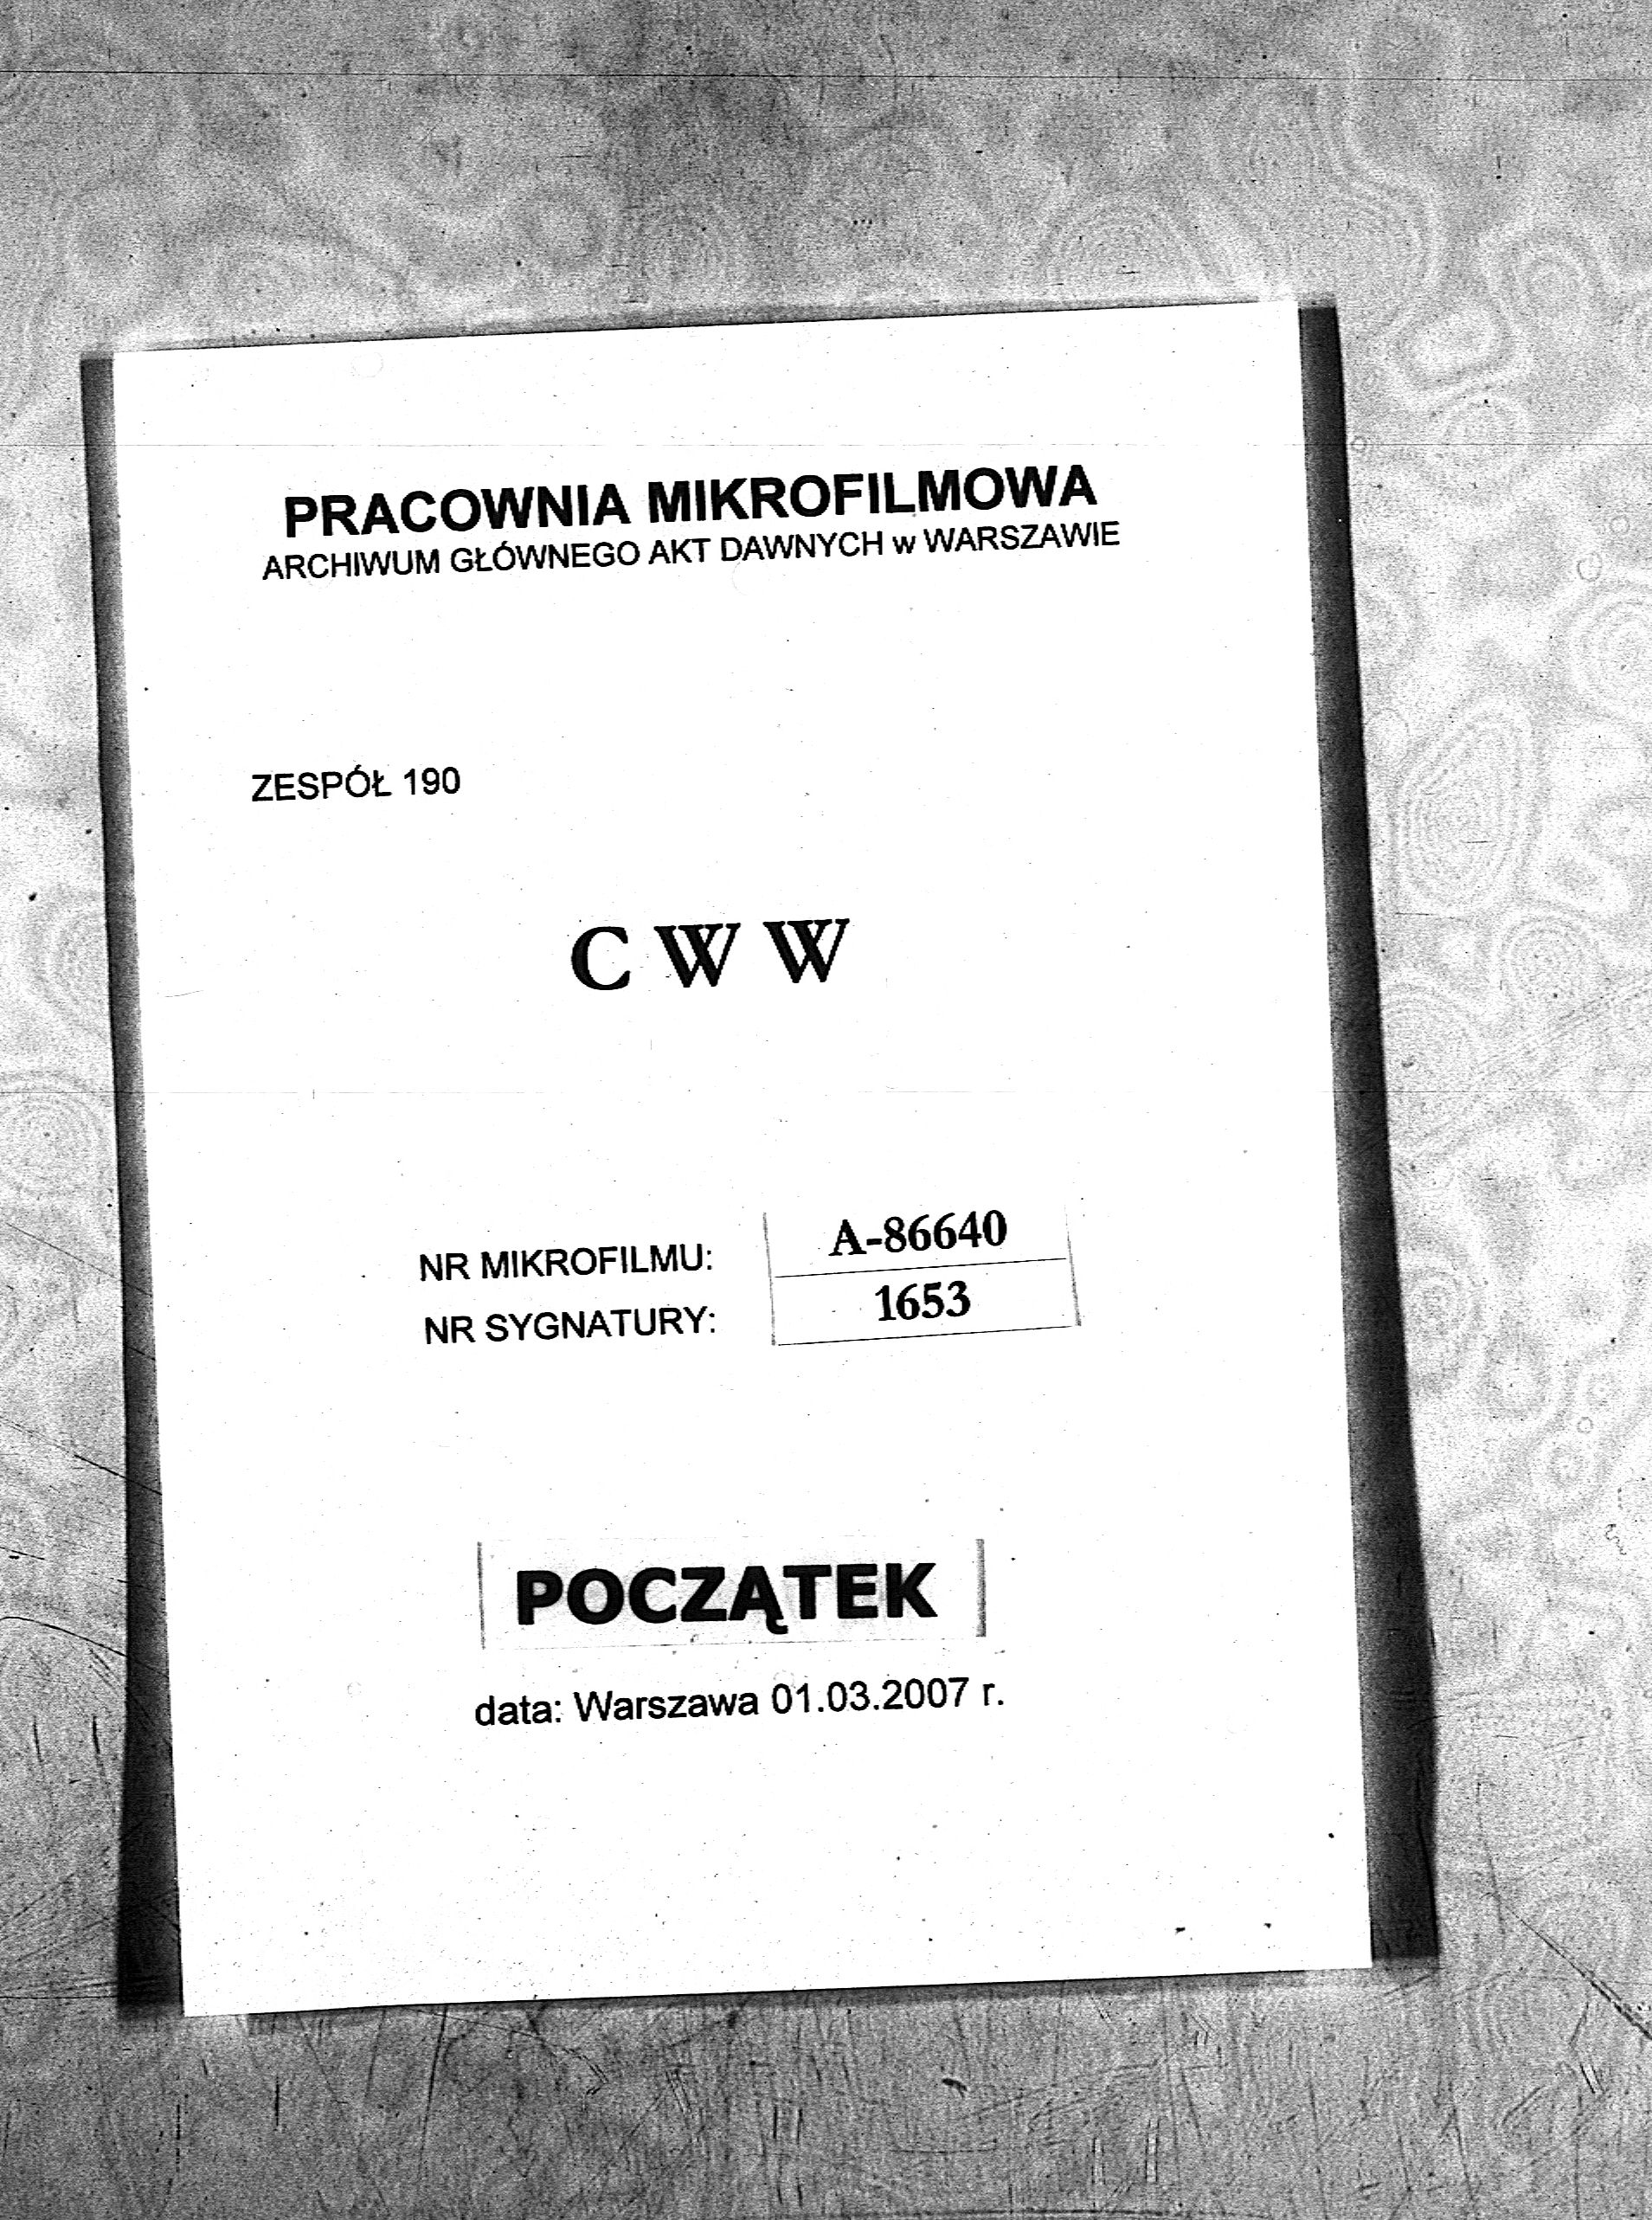 PRACOWNIA MIKROFILMOWA
ARCHIWUM GŁÓWNEGO AKT DAWNYCH w WARSZAWIE
ZESPÓŁ 190
C W W
NR MIKROFILMU: A-86640
NR SYGNATURY: 1653
POCZĄTEK
data: Warszawa 01.03.2007 r.